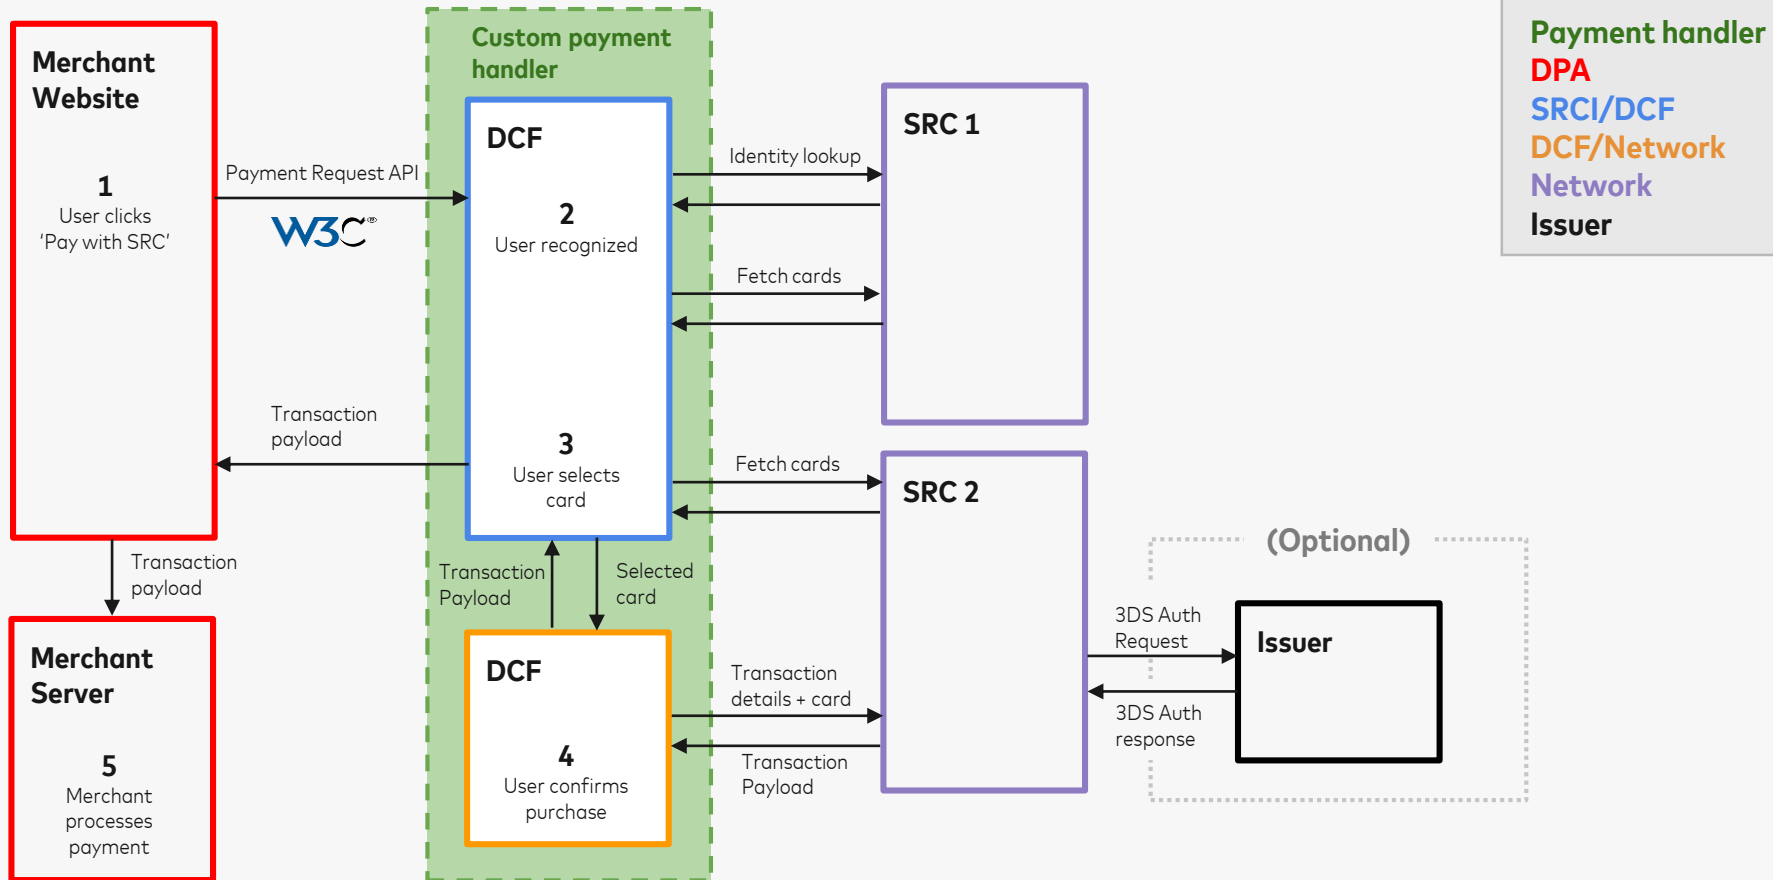 Merchant
Website
1
User clicks
‘Pay with SRC’
Payment Request API
W3C®
Transaction
payload
Transaction
payload
Merchant
Server
5
Merchant
processes
payment
Custom payment
handler
DCF
2
User recognized
3
User selects
card
Transaction
Payload
Selected
card
DCF
4
User confirms
purchase
Identity lookup
Fetch cards
SRC 1
Fetch cards
SRC 2
Transaction
details + card
Transaction
Payload
(Optional)
3DS Auth
Request
3DS Auth
response
Issuer
Payment handler
DPA
SRCI/DCF
DCF/Network
Network
Issuer